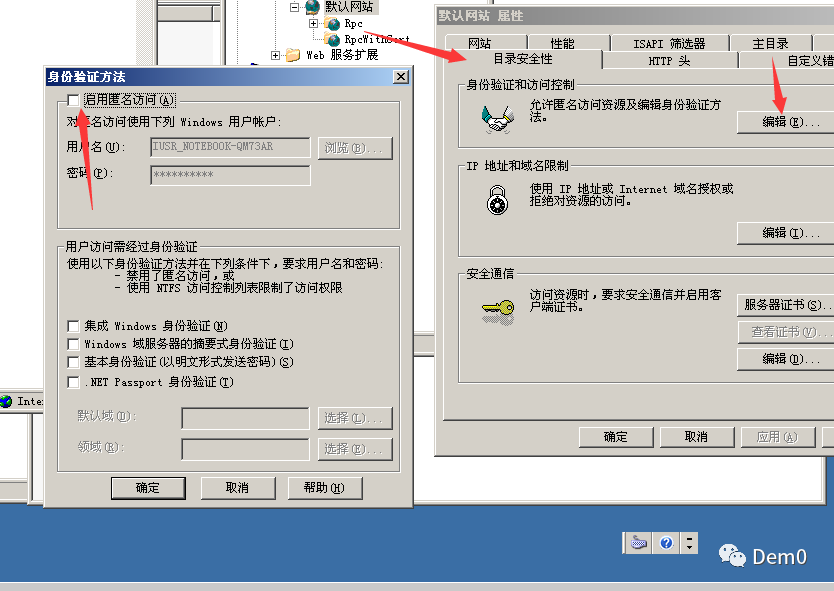 默认网站
Rpc
RpcWithCert
Web 服务扩展
默认网站 属性
网站
性能
ISAPI 筛选器
主目录
目录安全性
HTTP 头
自定义错
身份验证和访问控制
允许匿名访问资源及编辑身份验证方
法。
编辑(E)...
IP 地址和域名限制
使用 IP 地址或 Internet 域名授权或
拒绝对资源的访问。
编辑(I)...
安全通信
访问资源时，要求安全通信并启用客
户端证书。
服务器证书(S)...
查看证书(V)...
编辑(D)...
确定
取消
应用(A)
身份验证方法
启用匿名访问(A)
对匿名访问使用下列 Windows 用户帐户:
用户名(U):
IUSR_NOTEBOOK-QM73AR
浏览(B)...
密码(P):
**********
用户访问需经过身份验证
使用以下身份验证方法并在下列条件下，要求用户名和密码:
- 禁用了匿名访问，或
- 使用 NTFS 访问控制列表限制了访问权限
集成 Windows 身份验证(N)
Windows 域服务器的摘要式身份验证(I)
基本身份验证(以明文形式发送密码)(S)
.NET Passport 身份验证(T)
默认域(D):
选择(L)...
领域(R):
选择(E)...
确定
取消
帮助(H)
Inte
Dem0